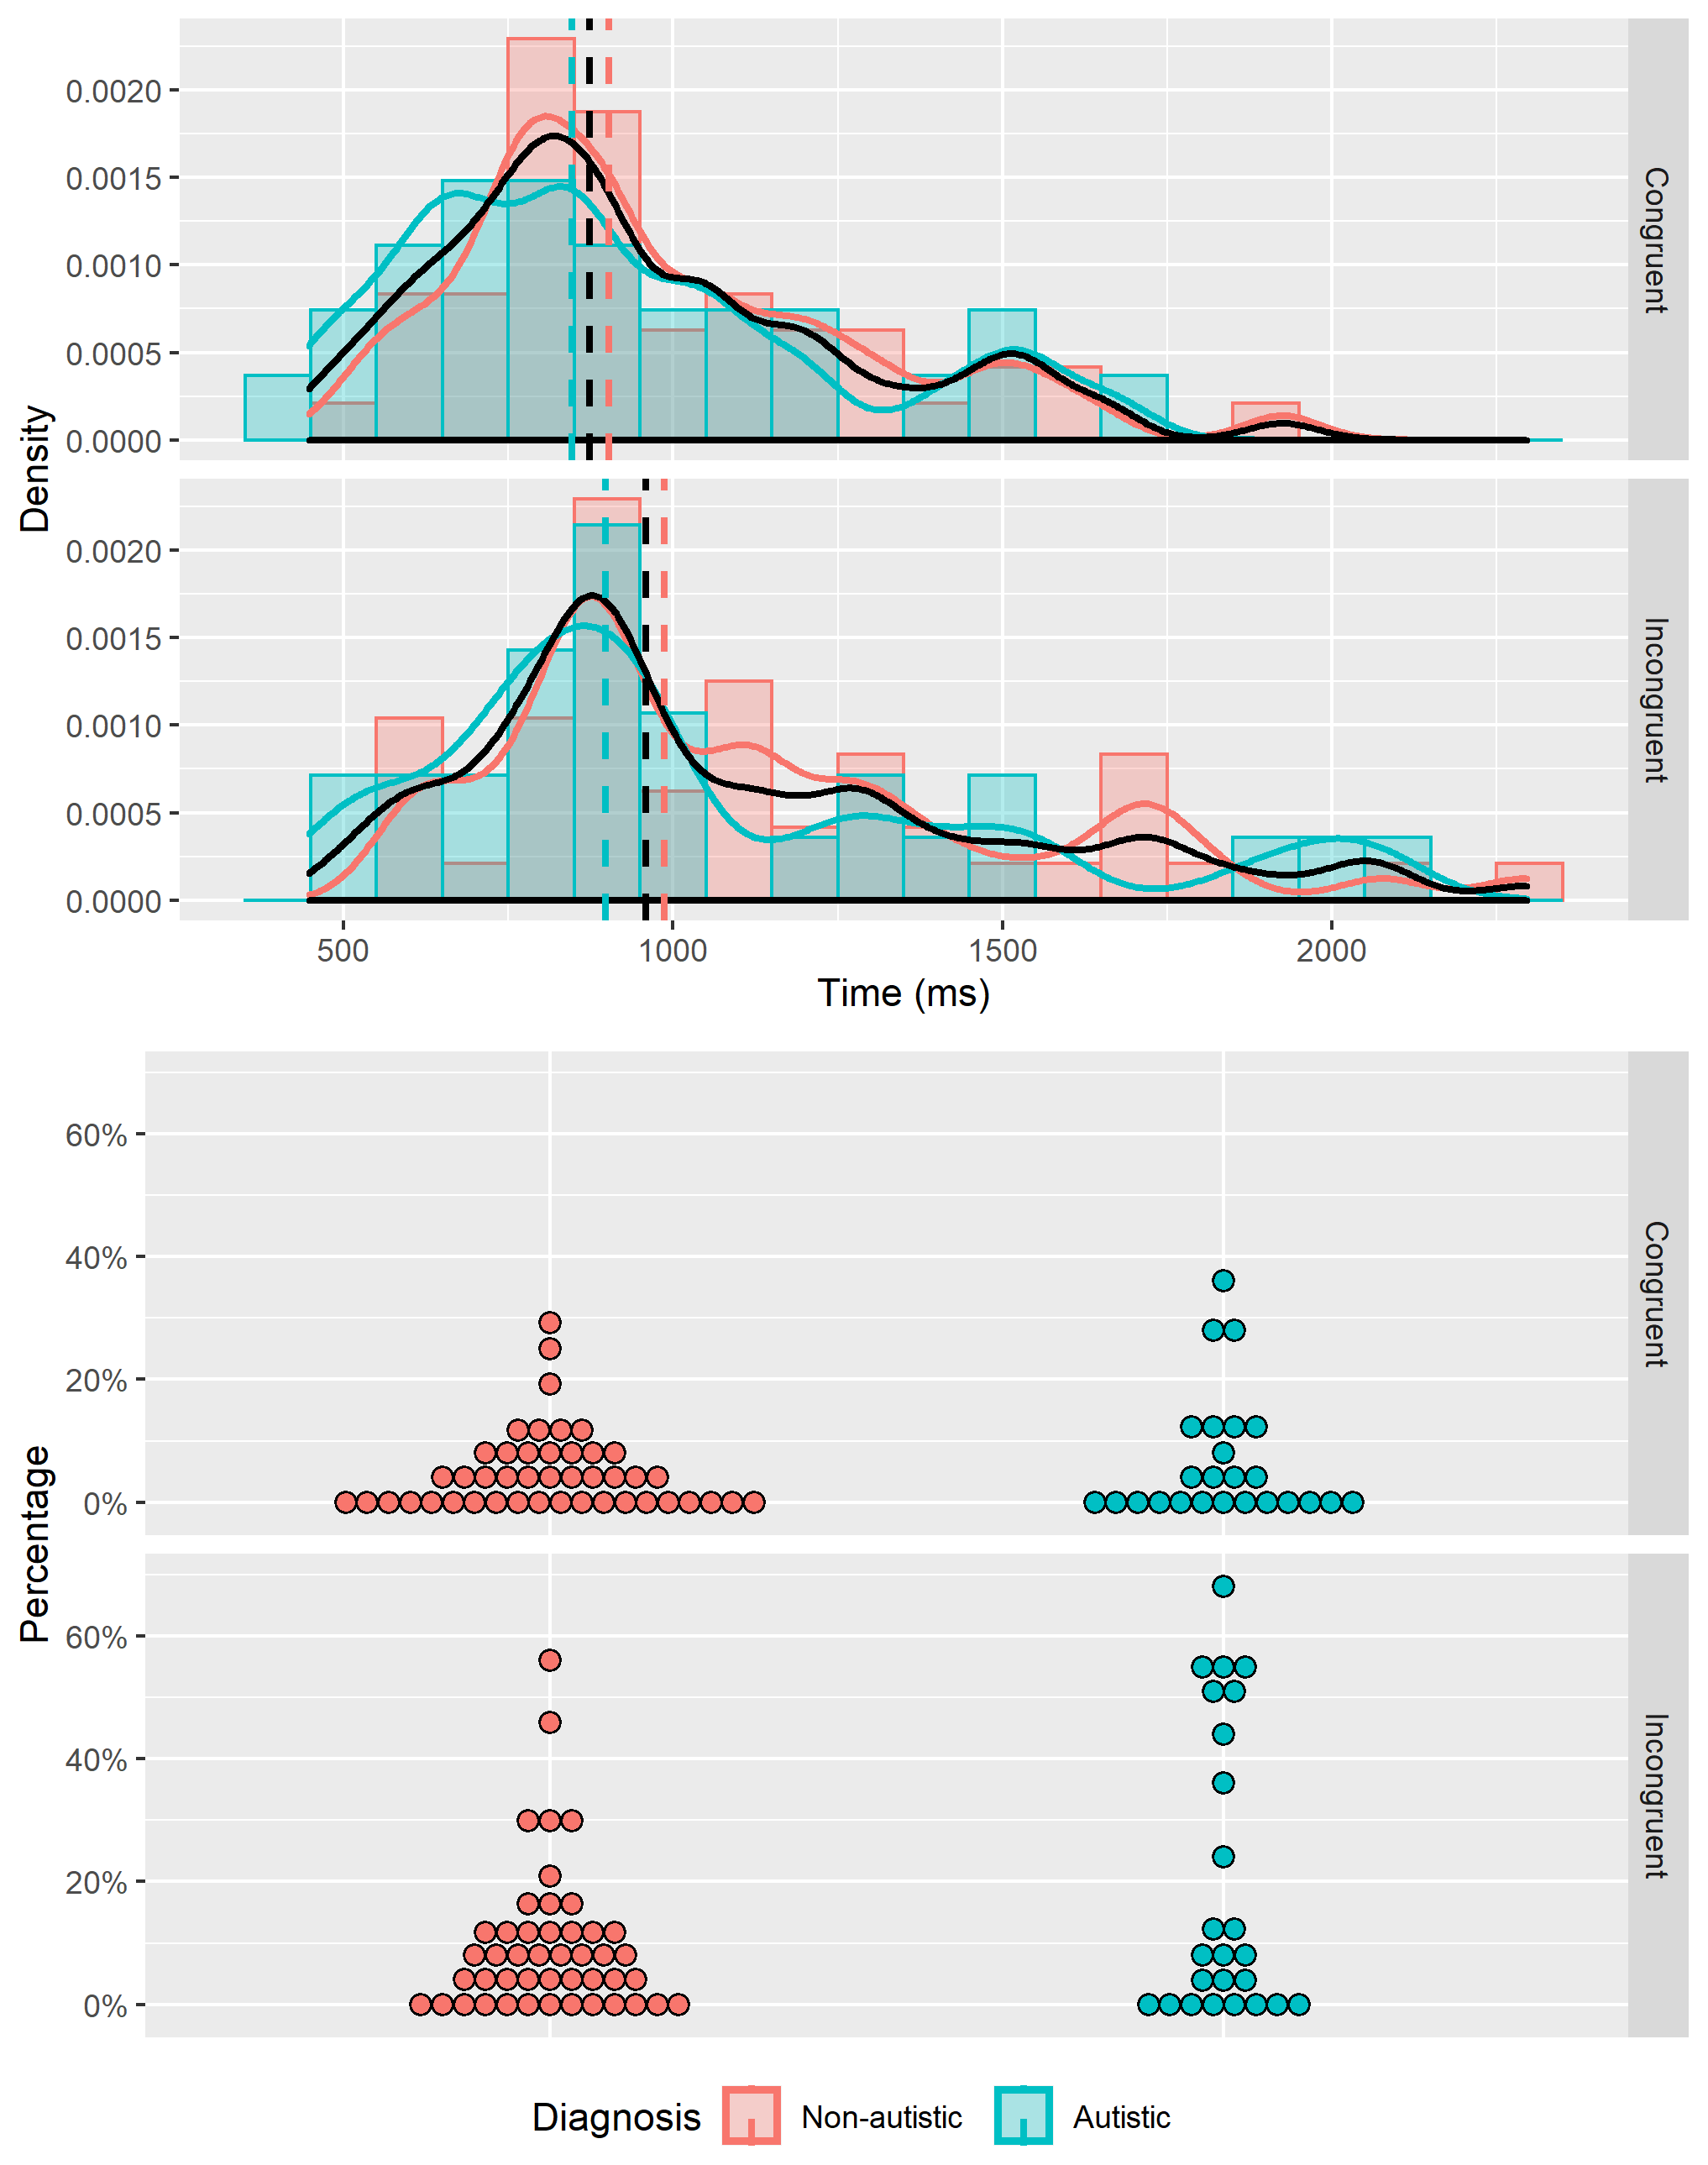 Density
0.0020
0.0015
0.0010
0.0005
0.0000
Congruent
0.0020
0.0015
0.0010
0.0005
0.0000
Incongruent
500 1000 1500 2000
Time (ms)
Percentage
60%
40%
20%
0%
Congruent
60%
40%
20%
0%
Incongruent
Diagnosis Non-autistic Autistic